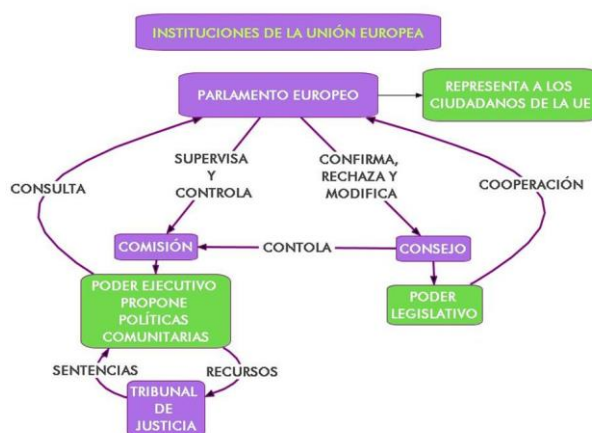 INSTITUCIONES DE LA UNIÓN EUROPEA
PARLAMENTO EUROPEO
REPRESENTA A LOS
CIUDADANOS DE LA UE
SUPERVISA
Y
CONTROLA
CONFIRMA,
RECHAZA Y
MODIFICA
CONSULTA
COOPERACIÓN
COMISIÓN
CONTOLA
CONSEJO
PODER EJECUTIVO
PROPONE
POLÍTICAS
COMUNITARIAS
PODER
LEGISLATIVO
SENTENCIAS
RECURSOS
TRIBUNAL
DE
JUSTICIA